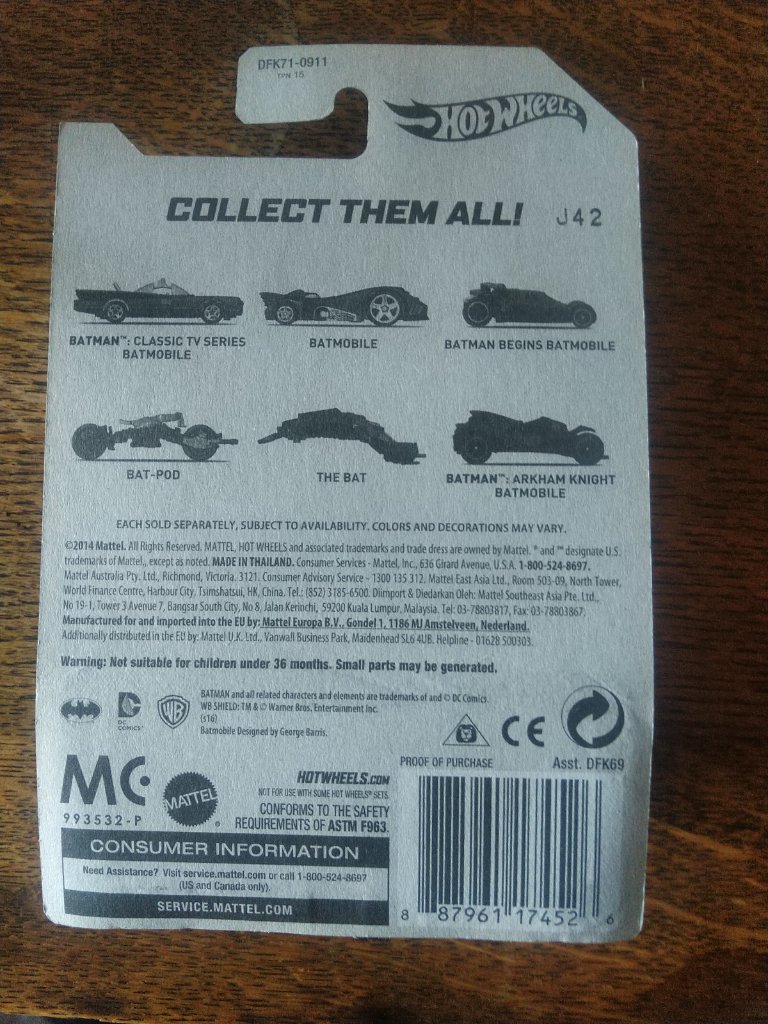 DFK71-0911
TPN 15
HOT WHEELS
COLLECT THEM ALL! J42
BATMAN™: CLASSIC TV SERIES
BATMOBILE
BATMOBILE
BATMAN BEGINS BATMOBILE
BAT-POD
THE BAT
BATMAN™: ARKHAM KNIGHT
BATMOBILE
EACH SOLD SEPARATELY, SUBJECT TO AVAILABILITY. COLORS AND DECORATIONS MAY VARY.
©2014 Mattel. All Rights Reserved. MATTEL, HOT WHEELS and associated trademarks and trade dress are owned by Mattel. ® and ™ designate U.S.
trademarks of Mattel, except as noted. MADE IN THAILAND. Consumer Services - Mattel, Inc., 636 Girard Avenue, U.S.A. 1-800-524-8697.
Mattel Australia Pty. Ltd., Richmond, Victoria. 3121. Consumer Advisory Service - 1300 135 312. Mattel East Asia Ltd., Room 503-09, North Tower,
World Finance Centre, Harbour City, Tsimshatsui, HK, China. Tel.: (852) 3185-6500. Diimport & Diedarkan Oleh: Mattel Southeast Asia Pte. Ltd.,
No 19-1, Tower 3 Avenue 7, Bangsar South City, No 8, Jalan Kerinchi, 59200 Kuala Lumpur, Malaysia. Tel: 03-78803817, Fax: 03-78803867.
Manufactured for and imported into the EU by: Mattel Europa B.V., Gondel 1, 1186 MJ Amstelveen, Nederland.
Additionally distributed in the EU by: Mattel U.K. Ltd., Vanwall Business Park, Maidenhead SL6 4UB. Helpline - 01628 500303.
Warning: Not suitable for children under 36 months. Small parts may be generated.
DC
COMICS™
WB
BATMAN and all related characters and elements are trademarks of and © DC Comics.
WB SHIELD: TM & © Warner Bros. Entertainment Inc.
(s16)
Batmobile Designed by George Barris.
CE
MC
993532-P
MATTEL
®
HOTWHEELS.COM
NOT FOR USE WITH SOME HOT WHEELS® SETS.
CONFORMS TO THE SAFETY
REQUIREMENTS OF ASTM F963.
PROOF OF PURCHASE
Asst. DFK69
CONSUMER INFORMATION
Need Assistance? Visit service.mattel.com or call 1-800-524-8697
(US and Canada only).
SERVICE.MATTEL.COM
8 87961 17452 6